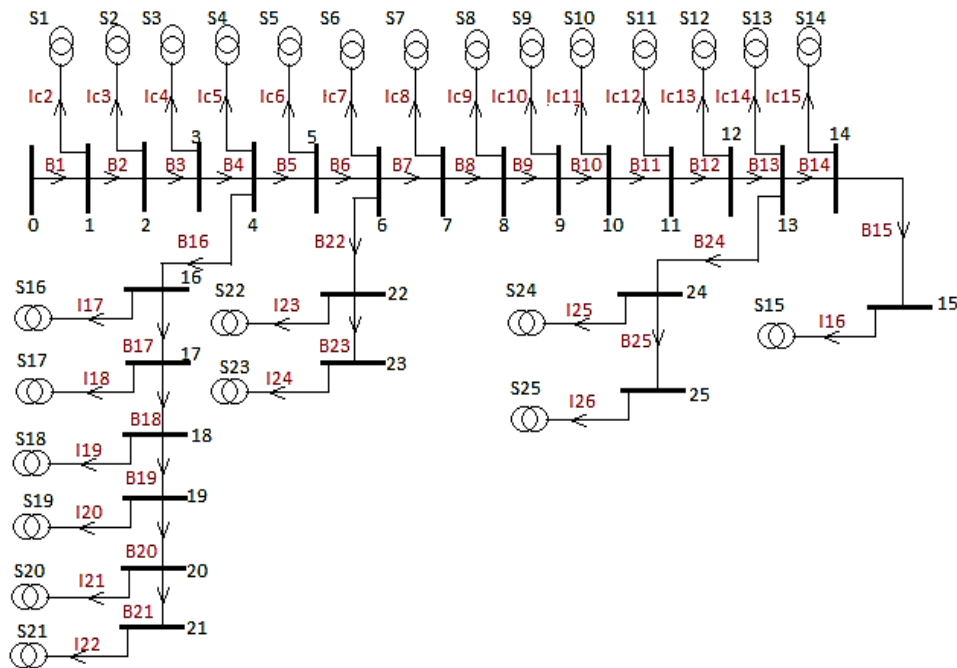 S1 S2 S3 S4 S5 S6 S7 S8 S9 S10 S11 S12 S13 S14
Ic2 Ic3 Ic4 Ic5 Ic6 Ic7 Ic8 Ic9 Ic10 Ic11 Ic12 Ic13 Ic14 Ic15
3 5 12 14
B1 B2 B3 B4 B5 B6 B7 B8 B9 B10 B11 B12 B13 B14
0 1 2 4 6 7 8 9 10 11 13
B16 B22 B24 B15
16
S16 I17 S22 I23 22 S24 I25 24 S15 I16 15
B17 B23 B25
17
S17 I18 S23 I24 23 S25 I26 25
B18
S18 I19 18
B19
S19 I20 19
B20
S20 I21 20
B21
S21 I22 21